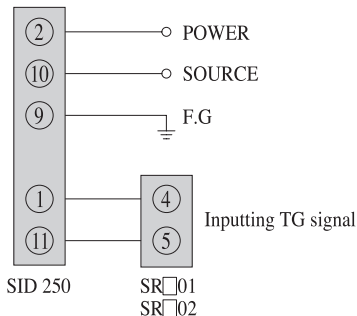 ② POWER
⑩ SOURCE
⑨ F.G
① ④
Inputting TG signal
⑪ ⑤
SID 250 SR□01
SR□02